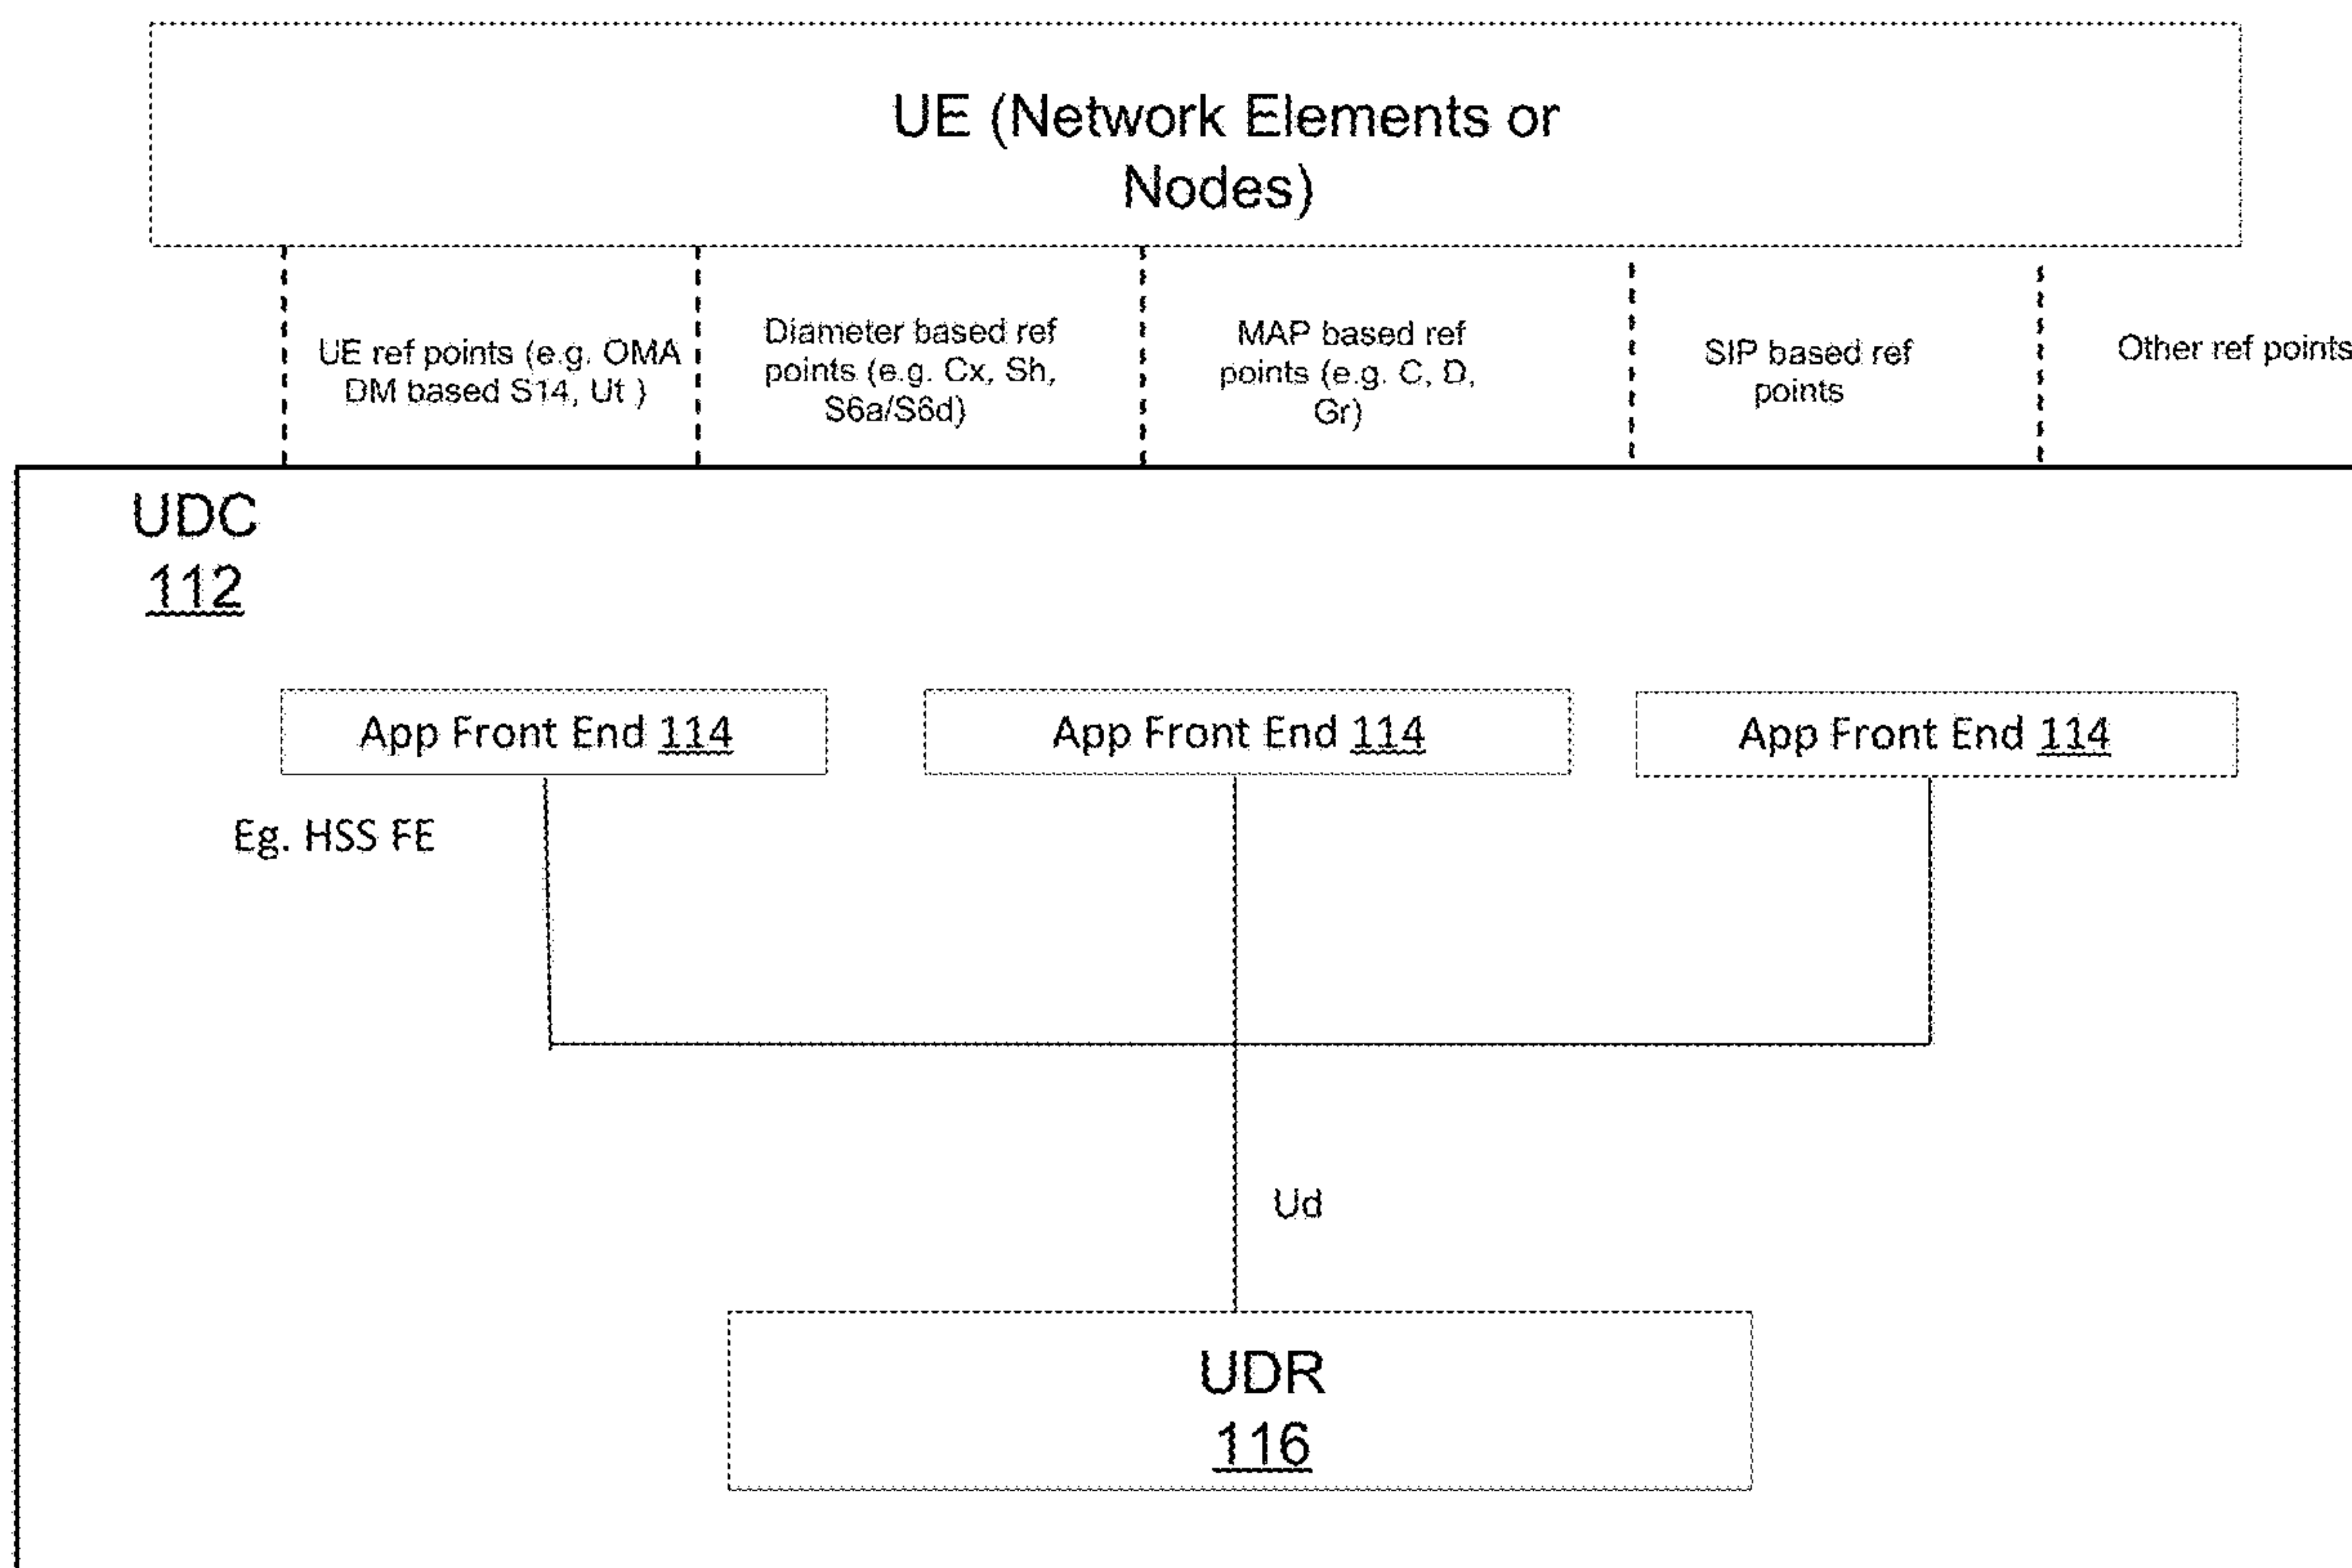 UE (Network Elements or
Nodes)
UE ref points (e.g. OMA
DM based S14, Ut )
Diameter based ref
points (e.g. Cx, Sh,
S6a/S6d)
MAP based ref
points (e.g. C, D,
Gr)
SIP based ref
points
Other ref points
UDC
112
App Front End 114
App Front End 114
App Front End 114
Eg. HSS FE
Ud
UDR
116